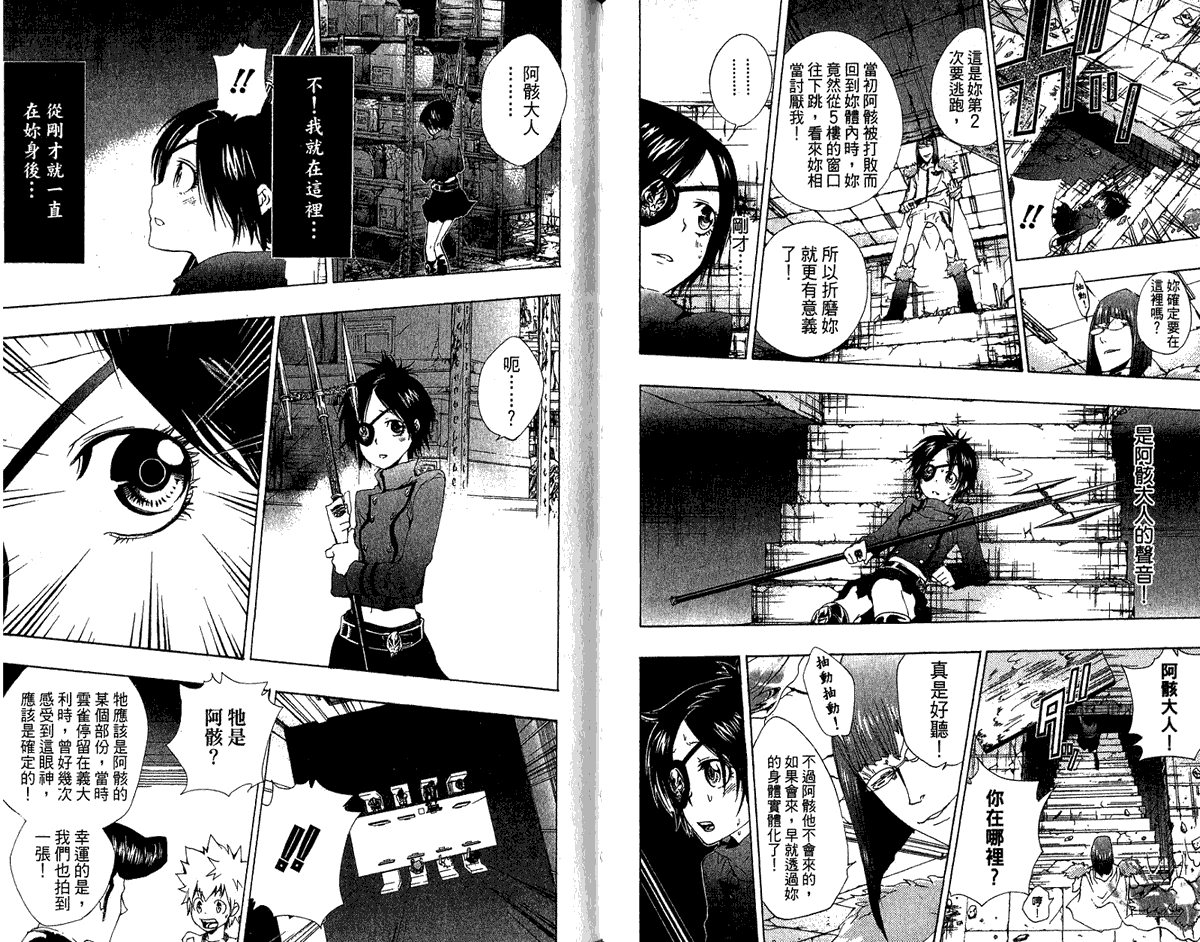 這是妳第2
次要逃跑，
當初阿骸被打敗而
回到妳體內時，妳
竟然從5樓的窗口
往下跳，看來妳相
當討厭我！
所以折磨妳
就更有意義
了！
…………
剛才……
!!
妳確定要在
這裡嗎？
抽動
是阿骸大人的聲音！
阿骸大人！
你在哪裡？
哼！
真是好聽！
抽動抽動！
不過阿骸他不會來的，
如果會來，早就透過妳
的身體實體化了！
阿骸大人
…………
不！我就在這裡…
!!
從剛才就一直
在妳身後…
呃……？
!!!
牠是
阿骸？
牠應該是阿骸的
某個部份，當時
雲雀停留在義大
利時，曾好幾次
感受到這眼神，
應該是確定的！
幸運的是，
我們也拍到
一張！